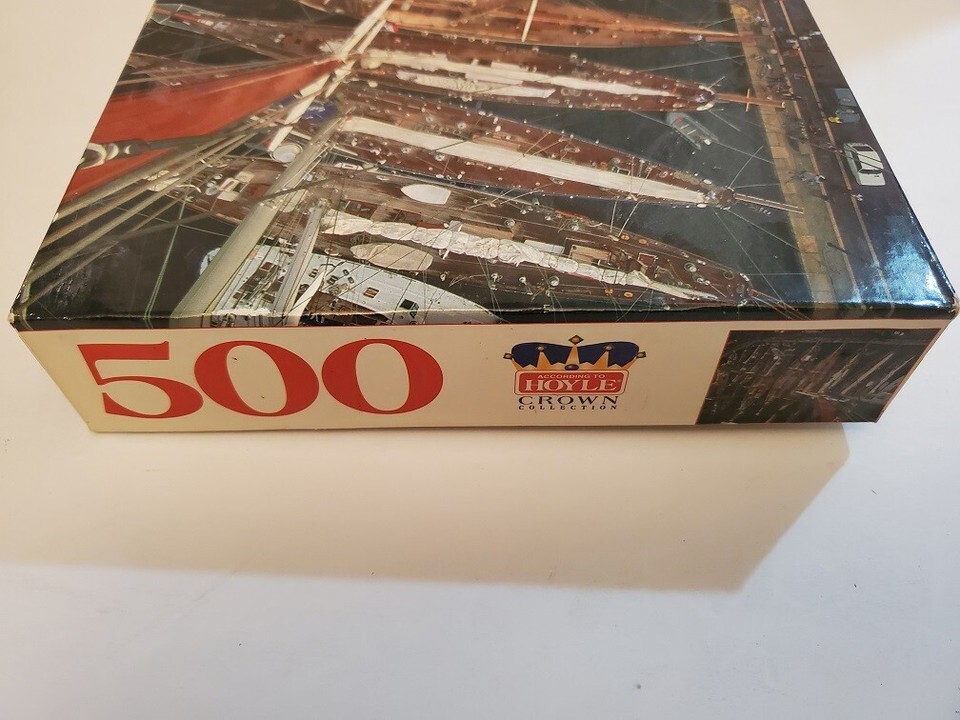 500
ACCORDING TO
HOYLE®
CROWN
COLLECTION